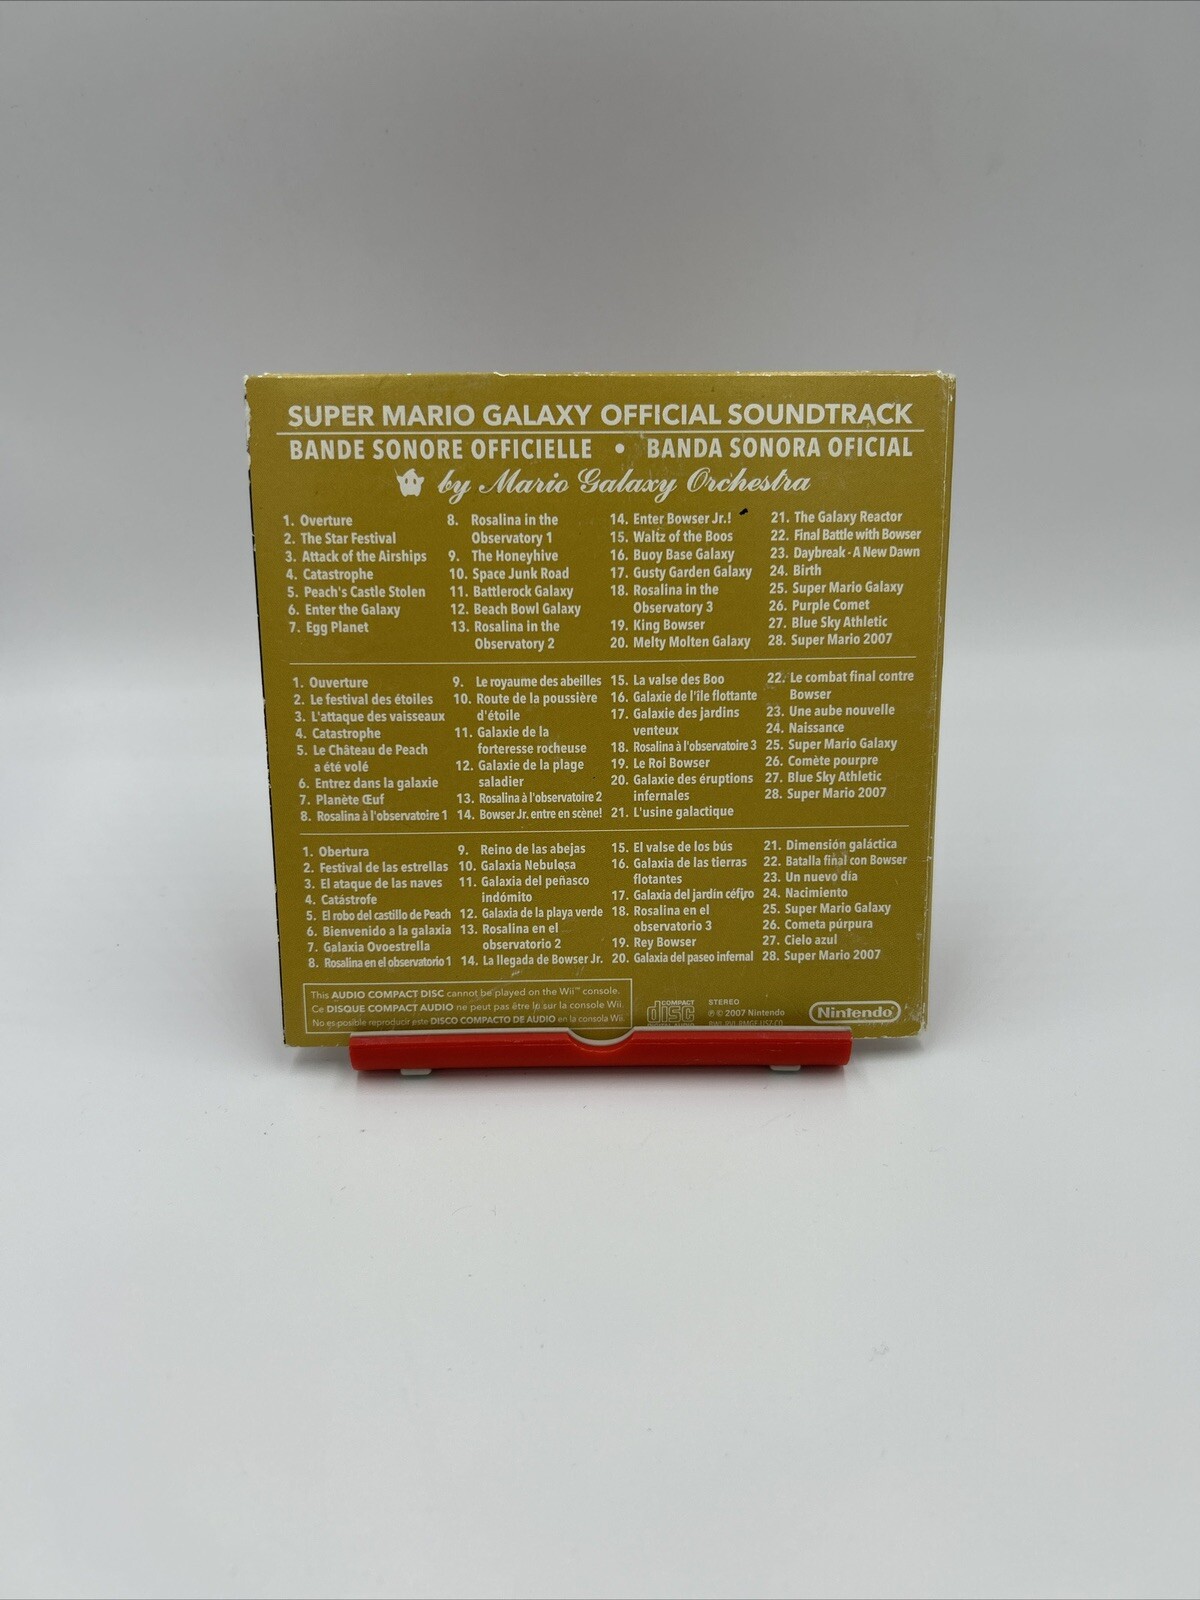 SUPER MARIO GALAXY OFFICIAL SOUNDTRACK
BANDE SONORE OFFICIELLE • BANDA SONORA OFICIAL
by Mario Galaxy Orchestra
1. Overture
2. The Star Festival
3. Attack of the Airships
4. Catastrophe
5. Peach's Castle Stolen
6. Enter the Galaxy
7. Egg Planet
8. Rosalina in the
Observatory 1
9. The Honeyhive
10. Space Junk Road
11. Battlerock Galaxy
12. Beach Bowl Galaxy
13. Rosalina in the
Observatory 2
14. Enter Bowser Jr.!
15. Waltz of the Boos
16. Buoy Base Galaxy
17. Gusty Garden Galaxy
18. Rosalina in the
Observatory 3
19. King Bowser
20. Melty Molten Galaxy
21. The Galaxy Reactor
22. Final Battle with Bowser
23. Daybreak - A New Dawn
24. Birth
25. Super Mario Galaxy
26. Purple Comet
27. Blue Sky Athletic
28. Super Mario 2007
1. Ouverture
2. Le festival des étoiles
3. L'attaque des vaisseaux
4. Catastrophe
5. Le Château de Peach
a été volé
6. Entrez dans la galaxie
7. Planète Œuf
8. Rosalina à l'observatoire 1
9. Le royaume des abeilles
10. Route de la poussière
d'étoile
11. Galaxie de la
forteresse rocheuse
12. Galaxie de la plage
saladier
13. Rosalina à l'observatoire 2
14. Bowser Jr. entre en scène!
15. La valse des Boo
16. Galaxie de l'île flottante
17. Galaxie des jardins
venteux
18. Rosalina à l'observatoire 3
19. Le Roi Bowser
20. Galaxie des éruptions
infernales
21. L'usine galactique
22. Le combat final contre
Bowser
23. Une aube nouvelle
24. Naissance
25. Super Mario Galaxy
26. Comète pourpre
27. Blue Sky Athletic
28. Super Mario 2007
1. Obertura
2. Festival de las estrellas
3. El ataque de las naves
4. Catástrofe
5. El robo del castillo de Peach
6. Bienvenido a la galaxia
7. Galaxia Ovoestrella
8. Rosalina en el observatorio 1
9. Reino de las abejas
10. Galaxia Nebulosa
11. Galaxia del peñasco
indómito
12. Galaxia de la playa verde
13. Rosalina en el
observatorio 2
14. La llegada de Bowser Jr.
15. El valse de los bús
16. Galaxia de las tierras
flotantes
17. Galaxia del jardín céfiro
18. Rosalina en el
observatorio 3
19. Rey Bowser
20. Galaxia del paseo infernal
21. Dimensión galáctica
22. Batalla final con Bowser
23. Un nuevo día
24. Nacimiento
25. Super Mario Galaxy
26. Cometa púrpura
27. Cielo azul
28. Super Mario 2007
This AUDIO COMPACT DISC cannot be played on the Wii™ console.
Ce DISQUE COMPACT AUDIO ne peut pas être lu sur la console Wii.
No es posible reproducir este DISCO COMPACTO DE AUDIO en la consola Wii.
COMPACT
disc
DIGITAL AUDIO
STEREO
℗ © 2007 Nintendo
Nintendo